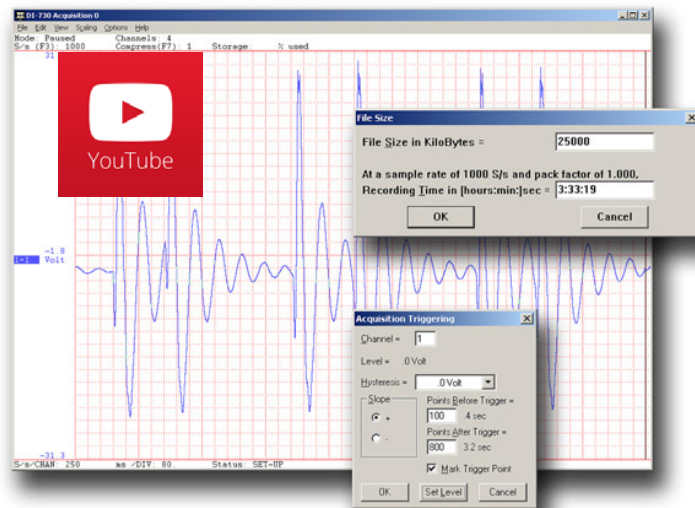 DI-730 Acquisition 0
File Edit View Scaling Options Help
Mode: Paused Channels: 4
S/s (F3): 1000 Compress(F7): 1 Storage: % used
31.
YouTube
-1.8
1-1 Volt
-31.3
S/s/CHAN: 250 ms /DIV: 80. Status: SET-UP
File Size
File Size in KiloBytes = 25000
At a sample rate of 1000 S/s and pack factor of 1.000,
Recording Time in [hours:min:]sec = 3:33:19
OK Cancel
Acquisition Triggering
Channel = 1
Level = .0 Volt
Hysteresis = .0 Volt
Slope
+
-
Points Before Trigger =
100 .4 sec
Points After Trigger =
800 3.2 sec
Mark Trigger Point
OK Set Level Cancel